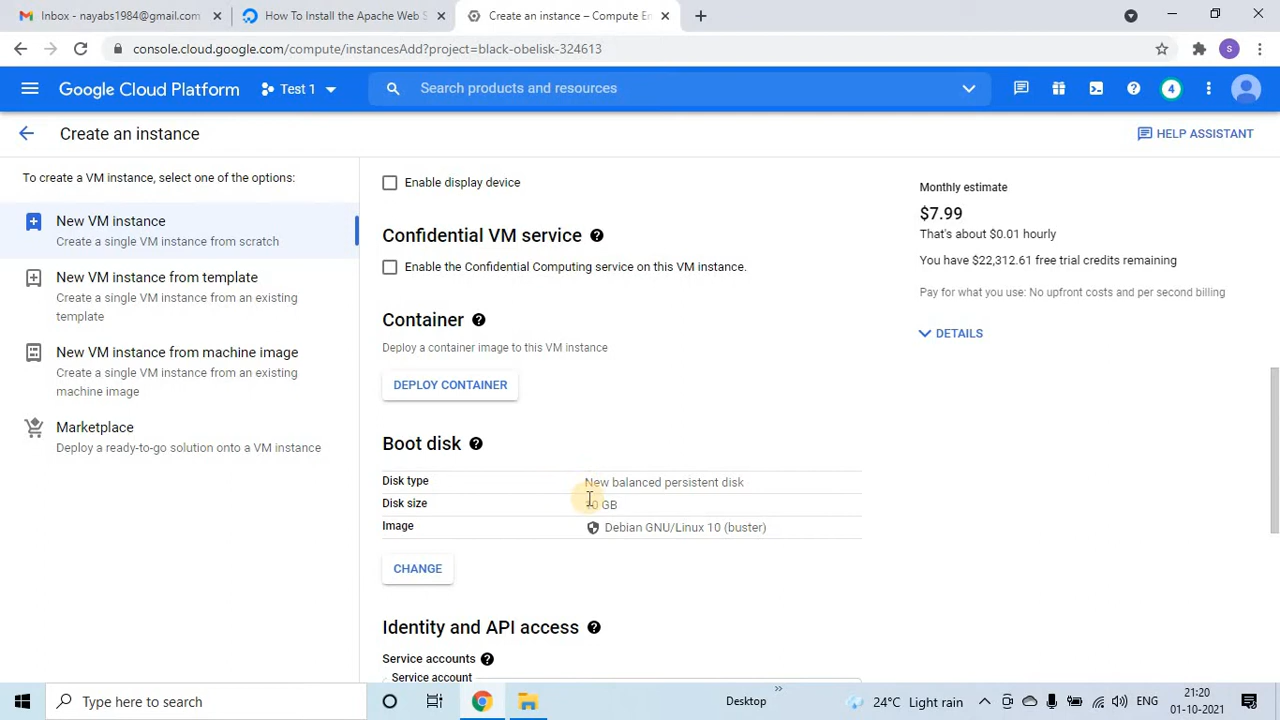 Inbox - nayabs1984@gmail.com
How To Install the Apache Web S
Create an instance – Compute En
console.cloud.google.com/compute/instancesAdd?project=black-obelisk-324613
S
Google Cloud Platform
Test 1
Search products and resources
4
Create an instance
HELP ASSISTANT
To create a VM instance, select one of the options:
New VM instance
Create a single VM instance from scratch
New VM instance from template
Create a single VM instance from an existing
template
New VM instance from machine image
Create a single VM instance from an existing
machine image
Marketplace
Deploy a ready-to-go solution onto a VM instance
Enable display device
Confidential VM service
Enable the Confidential Computing service on this VM instance.
Container
Deploy a container image to this VM instance
DEPLOY CONTAINER
Boot disk
Disk type New balanced persistent disk
Disk size 10 GB
Image Debian GNU/Linux 10 (buster)
CHANGE
Identity and API access
Service accounts
Service account
Monthly estimate
$7.99
That's about $0.01 hourly
You have $22,312.61 free trial credits remaining
Pay for what you use: No upfront costs and per second billing
DETAILS
Type here to search
Desktop
24°C Light rain
ENG
21:20
01-10-2021